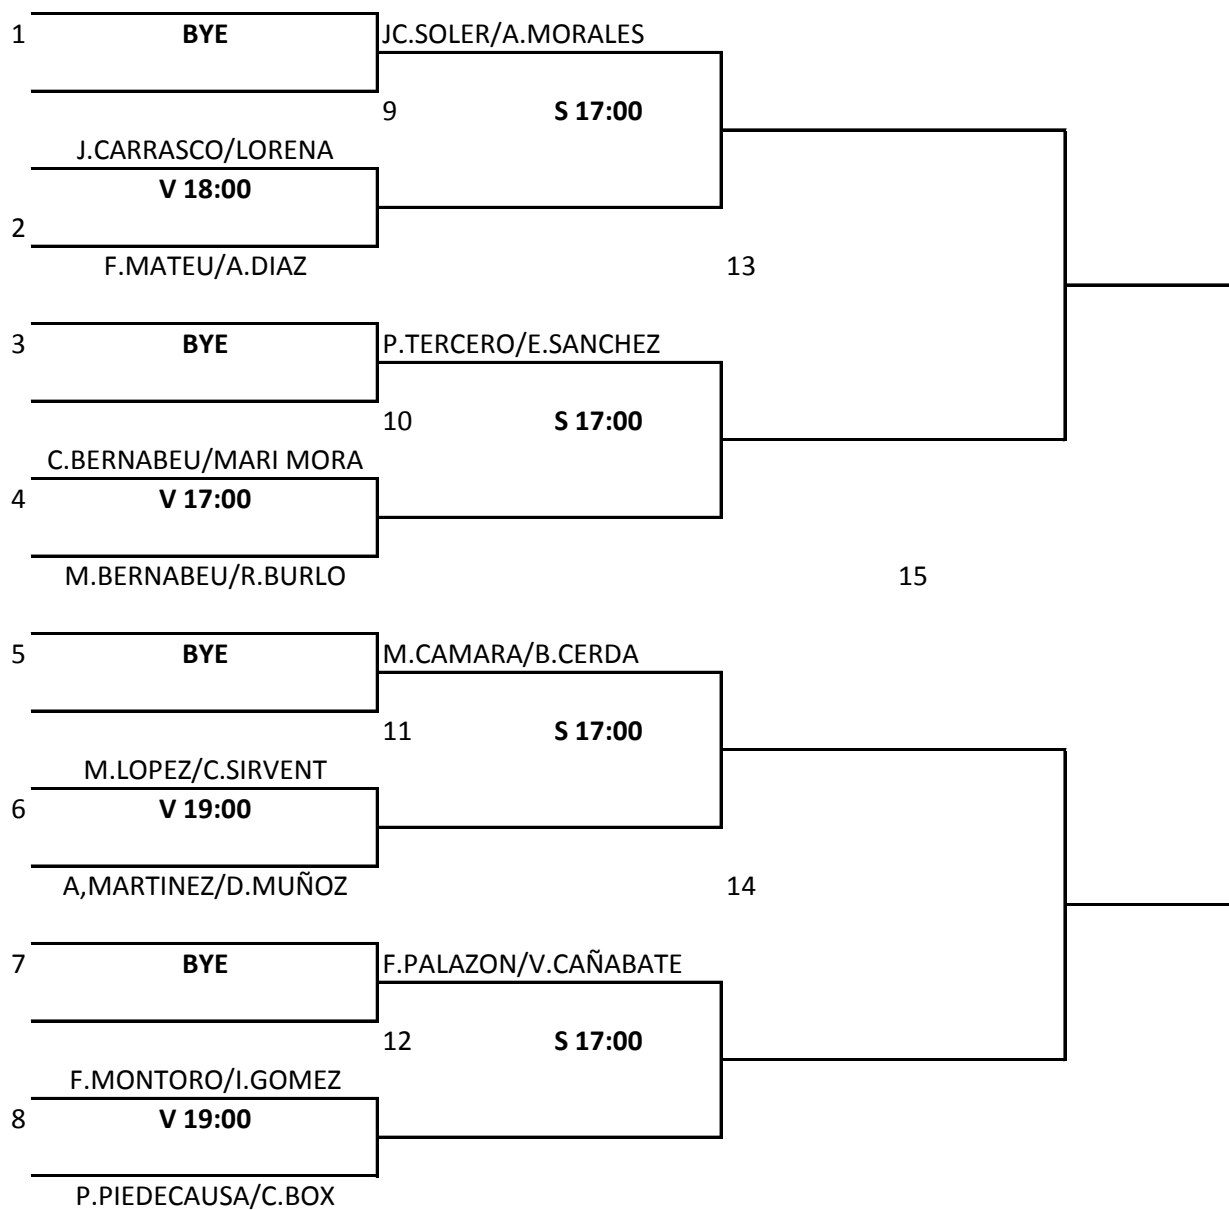 1 BYE JC.SOLER/A.MORALES
9 S 17:00
J.CARRASCO/LORENA
V 18:00
2
F.MATEU/A.DIAZ 13
3 BYE P.TERCERO/E.SANCHEZ
10 S 17:00
C.BERNABEU/MARI MORA
4 V 17:00
M.BERNABEU/R.BURLO 15
5 BYE M.CAMARA/B.CERDA
11 S 17:00
M.LOPEZ/C.SIRVENT
6 V 19:00
A,MARTINEZ/D.MUÑOZ 14
7 BYE F.PALAZON/V.CAÑABATE
12 S 17:00
F.MONTORO/I.GOMEZ
8 V 19:00
P.PIEDECAUSA/C.BOX